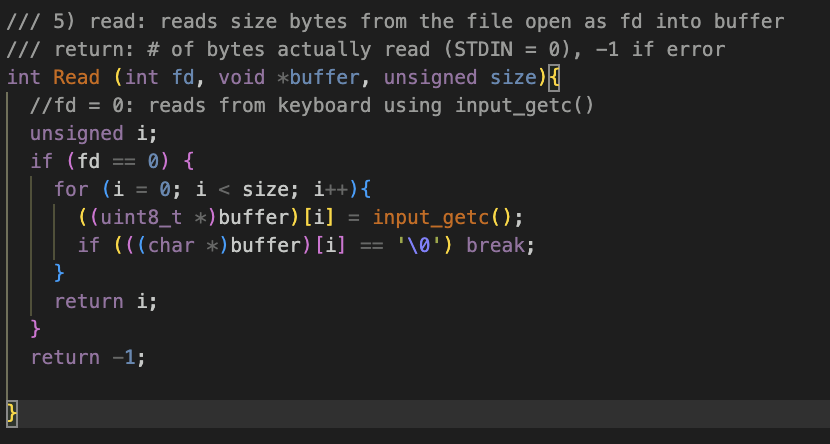 /// 5) read: reads size bytes from the file open as fd into buffer
/// return: # of bytes actually read (STDIN = 0), -1 if error
int Read (int fd, void *buffer, unsigned size){
  //fd = 0: reads from keyboard using input_getc()
  unsigned i;
  if (fd == 0) {
    for (i = 0; i < size; i++){
      ((uint8_t *)buffer)[i] = input_getc();
      if (((char *)buffer)[i] == '\0') break;
    }
    return i;
  }
  return -1;
}